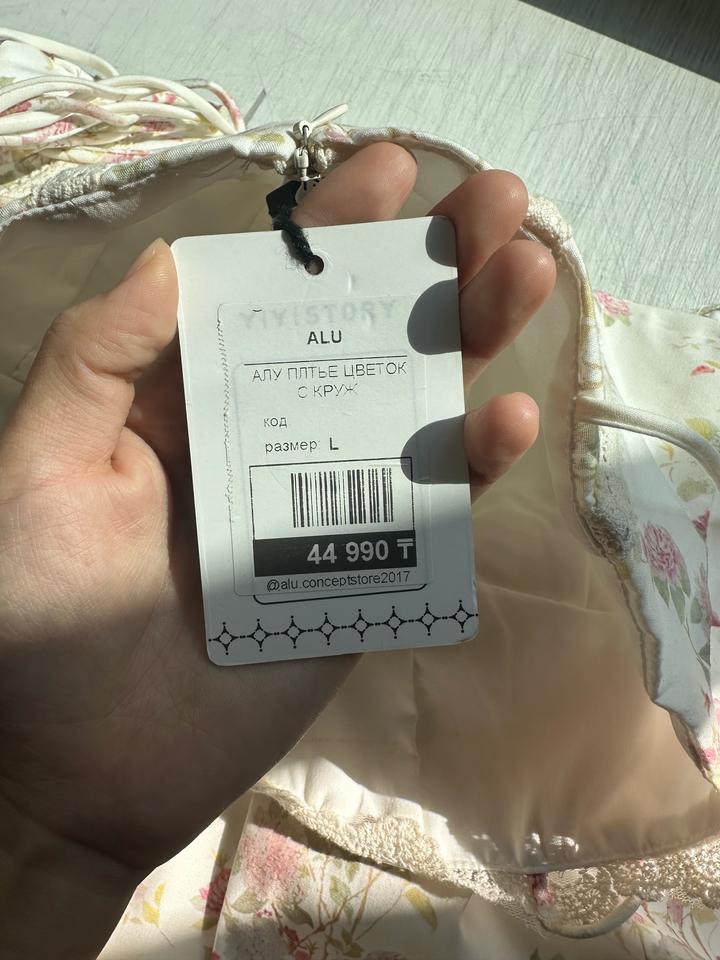 YIYISTORY
ALU
АЛУ ПЛТЬЕ ЦВЕТОК
С КРУЖ
код
размер: L
44 990 ₸
@alu.conceptstore2017